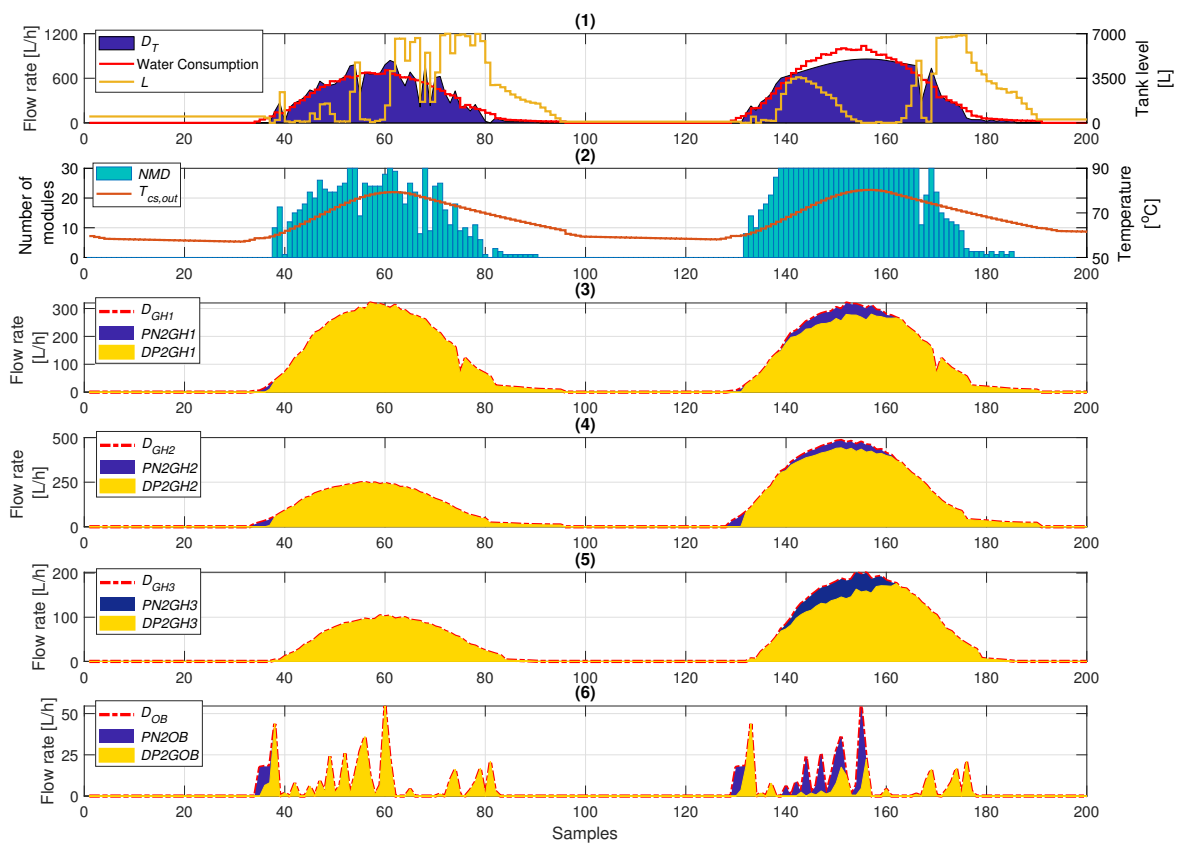 (1)
Flow rate [L/h]
1200
600
0
D_T
Water Consumption
L
7000
3500
0
Tank level
[L]
0 20 40 60 80 100 120 140 160 180 200
(2)
Number of
modules
30
20
10
0
NMD
T_cs,out
90
70
50
Temperature
[°C]
0 20 40 60 80 100 120 140 160 180 200
(3)
Flow rate
[L/h]
300
200
100
0
D_GH1
PN2GH1
DP2GH1
0 20 40 60 80 100 120 140 160 180 200
(4)
Flow rate
[L/h]
500
250
0
D_GH2
PN2GH2
DP2GH2
0 20 40 60 80 100 120 140 160 180 200
(5)
Flow rate [L/h]
200
100
0
D_GH3
PN2GH3
DP2GH3
0 20 40 60 80 100 120 140 160 180 200
(6)
Flow rate [L/h]
50
25
0
D_OB
PN2OB
DP2GOB
0 20 40 60 80 100 120 140 160 180 200
Samples